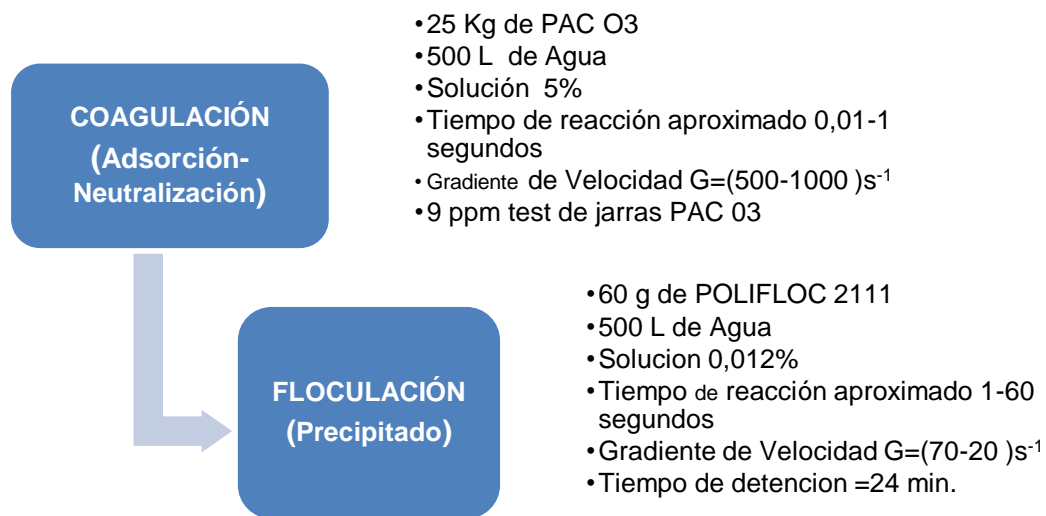 •25 Kg de PAC O3
•500 L  de Agua
•Solución  5%
•Tiempo de reacción aproximado 0,01-1
segundos
•Gradiente de Velocidad G=(500-1000 )s⁻¹
•9 ppm test de jarras PAC 03
COAGULACIÓN
(Adsorción-
Neutralización)
•60 g de POLIFLOC 2111
•500 L de Agua
•Solucion 0,012%
•Tiempo de reacción aproximado 1-60
segundos
•Gradiente de Velocidad G=(70-20 )s⁻¹
•Tiempo de detencion =24 min.
FLOCULACIÓN
(Precipitado)